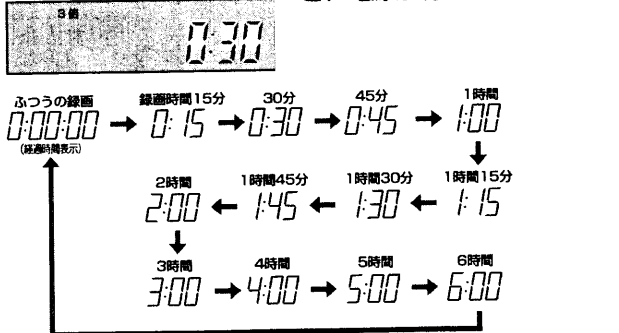 3倍
0:30
ふつうの録画 録画時間15分 30分 45分 1時間
0:00:00 → 0:15 → 0:30 → 0:45 → 1:00
(経過時間表示)
2時間 1時間45分 1時間30分 1時間15分
2:00 ← 1:45 ← 1:30 ← 1:15
3時間 4時間 5時間 6時間
3:00 → 4:00 → 5:00 → 6:00